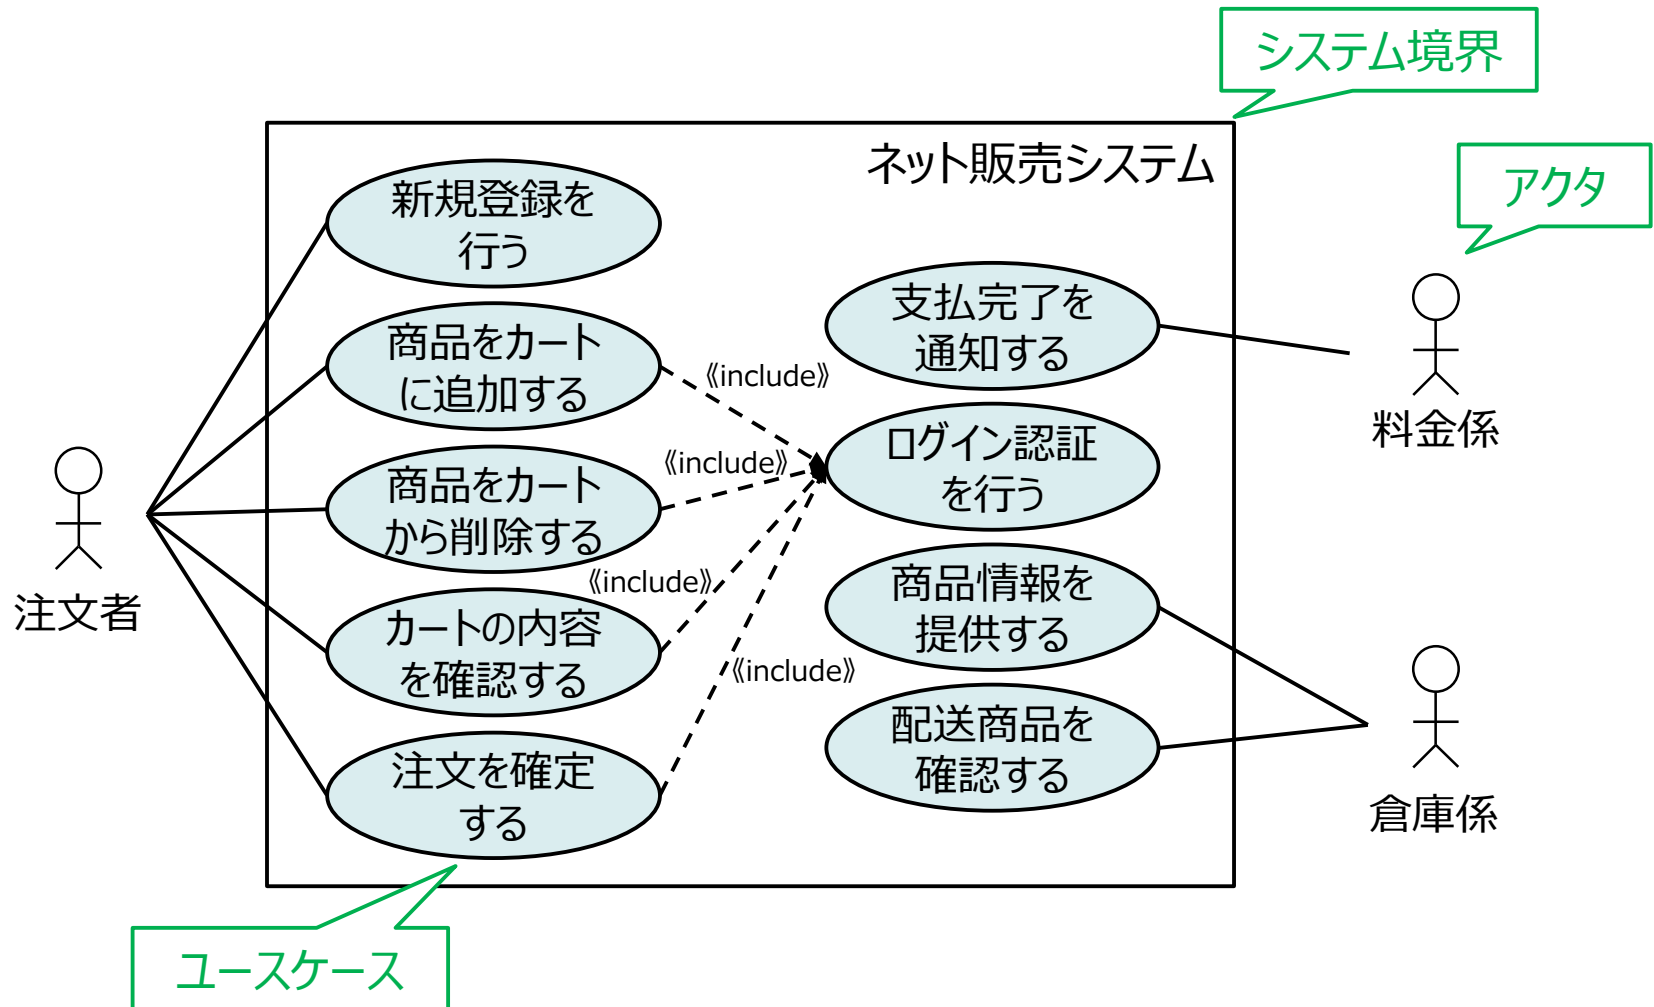 システム境界
アクタ
ネット販売システム
新規登録を
行う
商品をカート
に追加する
商品をカート
から削除する
カートの内容
を確認する
注文を確定
する
《include》
《include》
《include》
《include》
支払完了を
通知する
ログイン認証
を行う
商品情報を
提供する
配送商品を
確認する
注文者
料金係
倉庫係
ユースケース